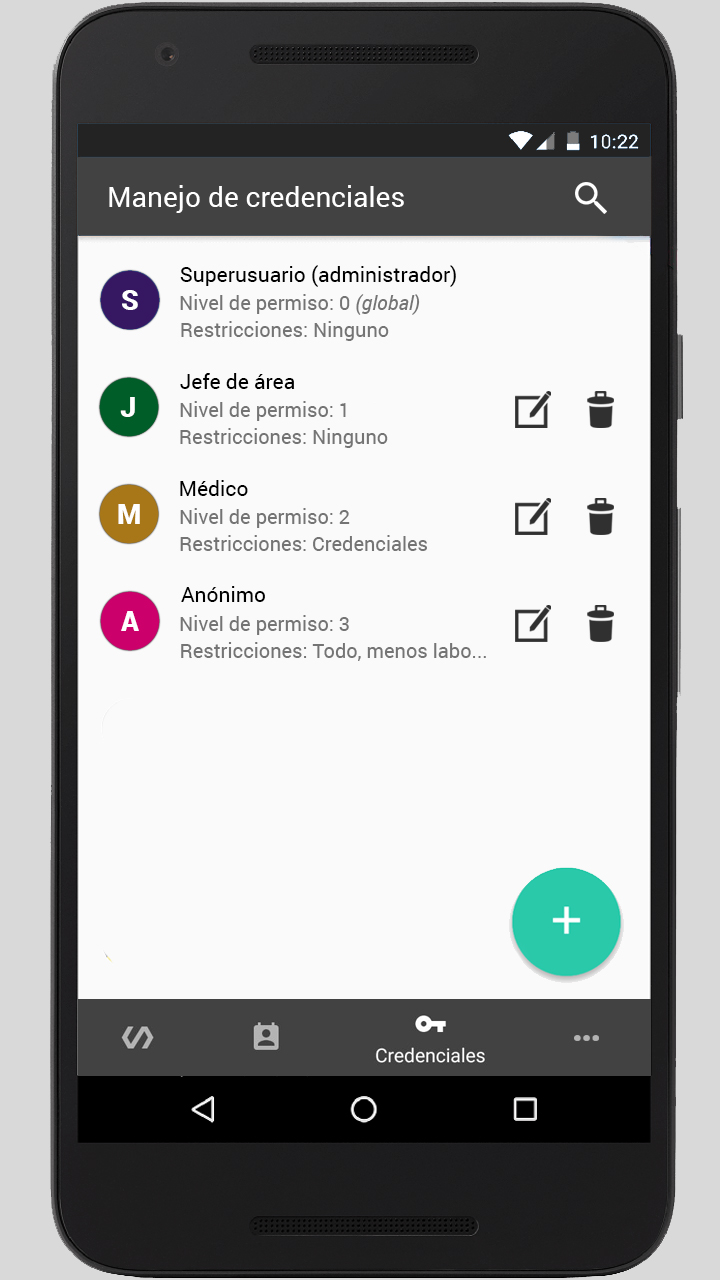 10:22
Manejo de credenciales
S
Superusuario (administrador)
Nivel de permiso: 0 (global)
Restricciones: Ninguno
J
Jefe de área
Nivel de permiso: 1
Restricciones: Ninguno
M
Médico
Nivel de permiso: 2
Restricciones: Credenciales
A
Anónimo
Nivel de permiso: 3
Restricciones: Todo, menos labo...
Credenciales